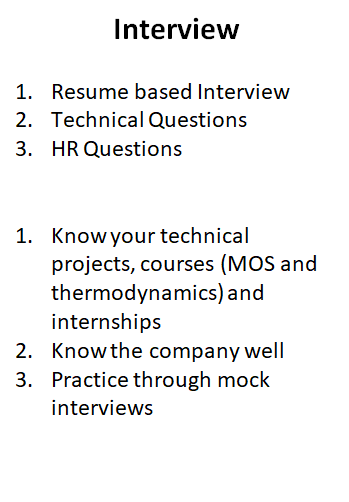 Interview
1. Resume based Interview
2. Technical Questions
3. HR Questions
1. Know your technical
projects, courses (MOS and
thermodynamics) and
internships
2. Know the company well
3. Practice through mock
interviews